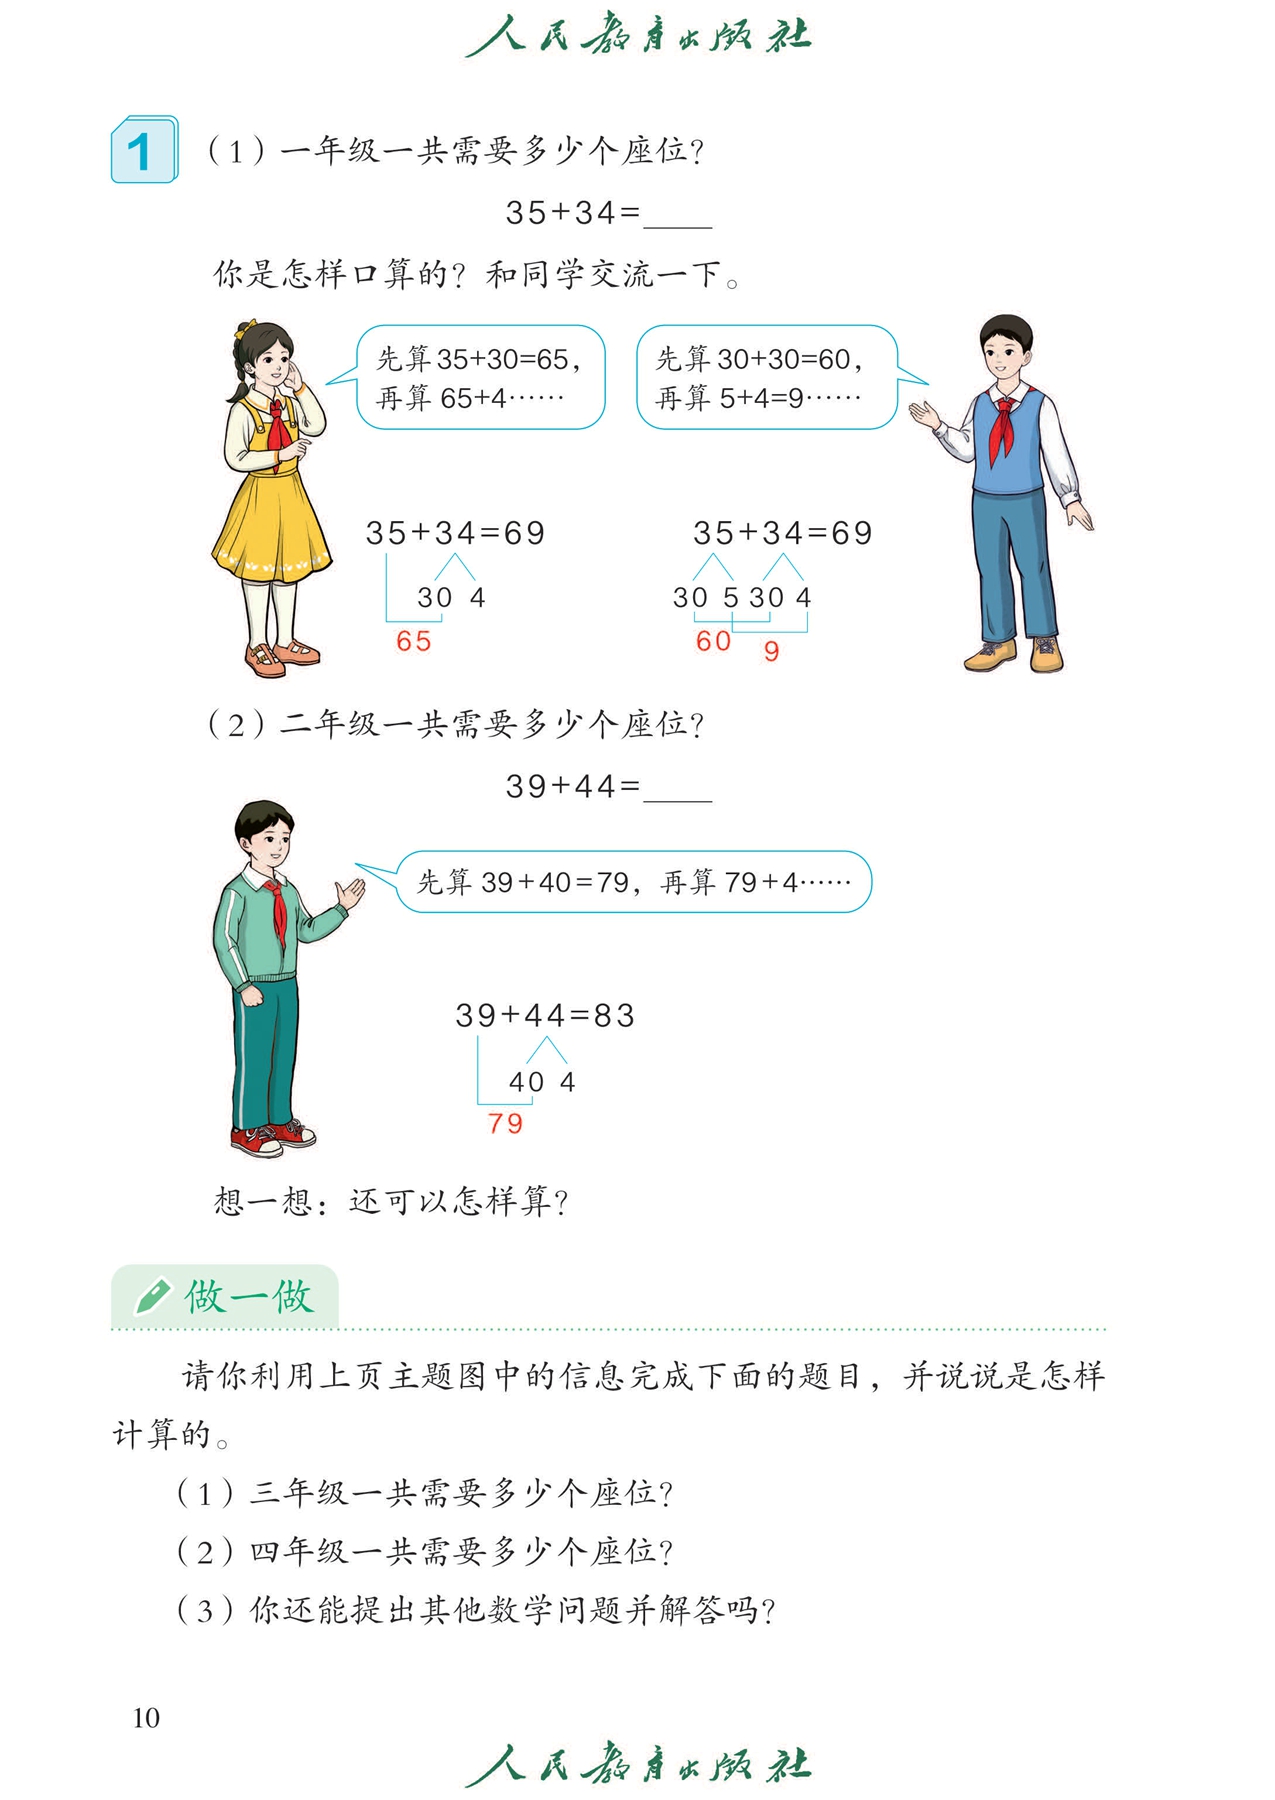 人民教育出版社
1
（1）一年级一共需要多少个座位？
35+34=____
你是怎样口算的？和同学交流一下。
先算35+30=65，
再算 65+4……
先算30+30=60，
再算 5+4=9……
35+34=69
30 4
65
35+34=69
30 5 30 4
60
9
（2）二年级一共需要多少个座位？
39+44=____
先算 39+40=79，再算 79+4……
39+44=83
40 4
79
想一想：还可以怎样算？
做一做
请你利用上页主题图中的信息完成下面的题目，并说说是怎样
计算的。
（1）三年级一共需要多少个座位？
（2）四年级一共需要多少个座位？
（3）你还能提出其他数学问题并解答吗？
10
人民教育出版社